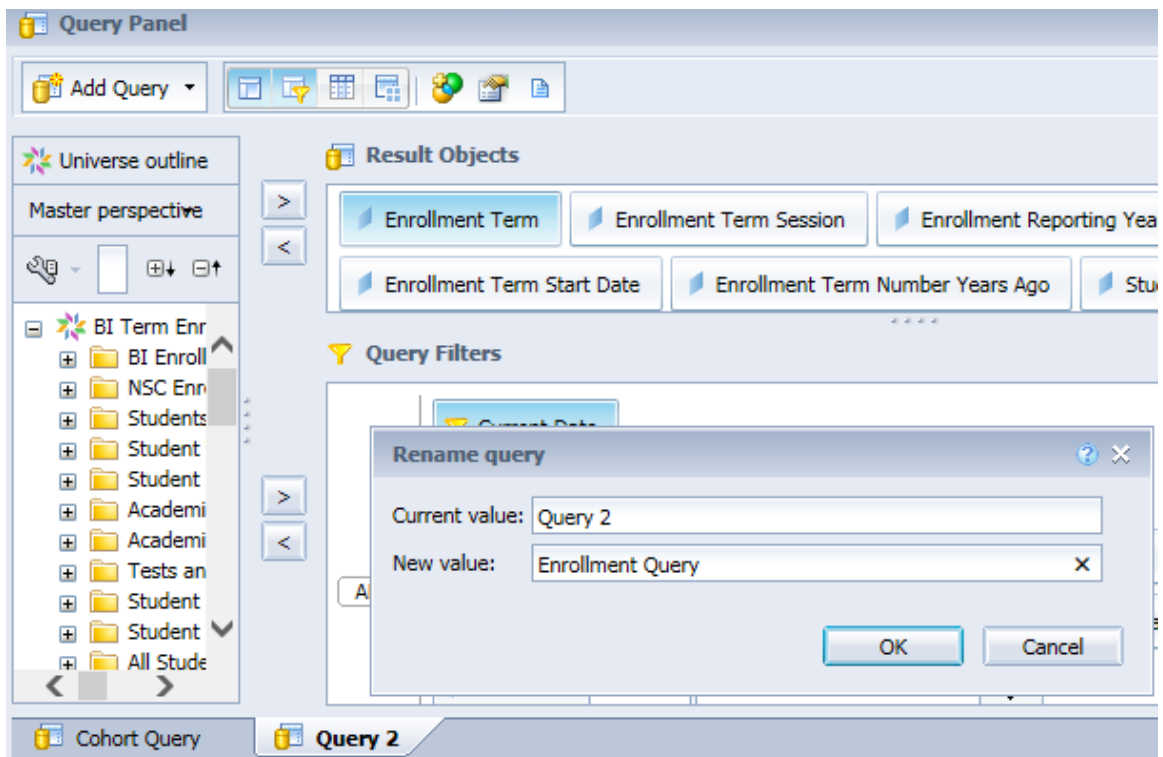 Query Panel
Add Query
Universe outline
Master perspective
Result Objects
Enrollment Term
Enrollment Term Session
Enrollment Reporting Yea
Enrollment Term Start Date
Enrollment Term Number Years Ago
Stu
BI Term Enr
BI Enroll
NSC Enr
Students
Student
Student
Academi
Academi
Tests an
Student
Student
All Stude
Query Filters
Current Date
Rename query
Current value: Query 2
New value: Enrollment Query
OK Cancel
Cohort Query
Query 2